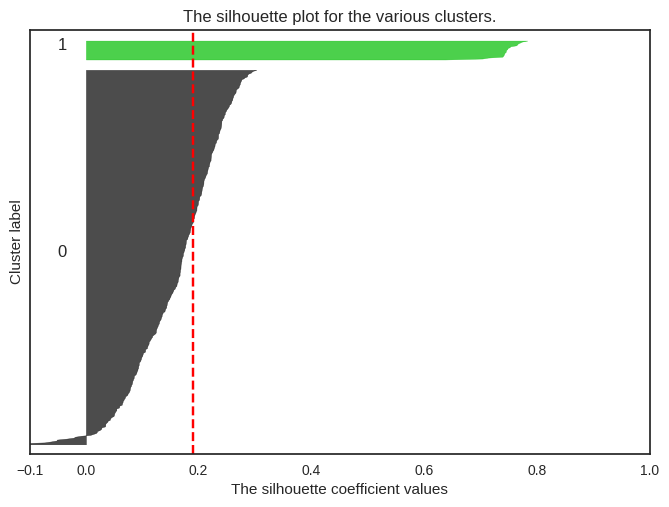 The silhouette plot for the various clusters.
1
0
Cluster label
−0.1 0.0 0.2 0.4 0.6 0.8 1.0
The silhouette coefficient values